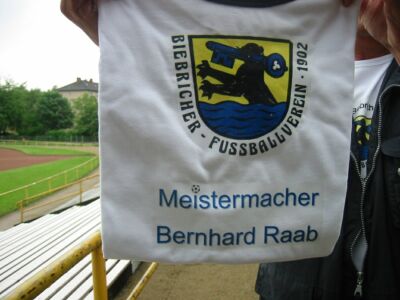 BIEBRICHER · FUSSBALLVEREIN · 1902
Meistermacher
Bernhard Raab